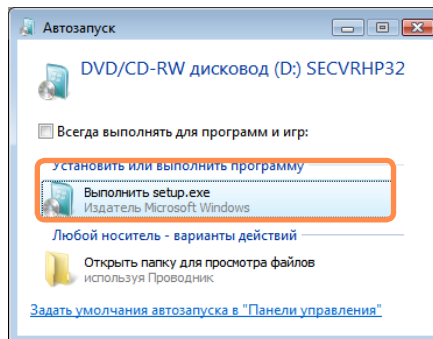 Автозапуск
DVD/CD-RW дисковод (D:) SECVRHP32
Всегда выполнять для программ и игр:
Установить или выполнить программу
Выполнить setup.exe
Издатель Microsoft Windows
Любой носитель - варианты действий
Открыть папку для просмотра файлов
используя Проводник
Задать умолчания автозапуска в "Панели управления"